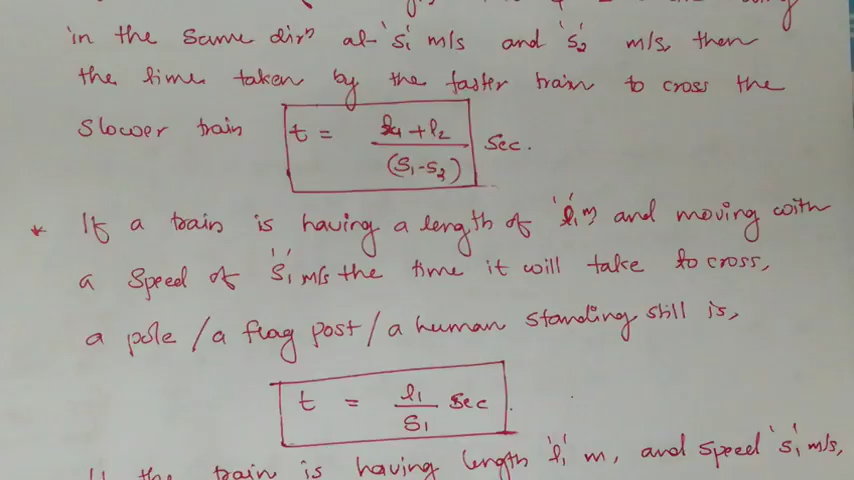 in the same dirn at 's1' m/s and 's2' m/s, then
the time taken by the faster train to cross the
slower train t = l1 + l2 / (S1-S2) Sec.
* If a train is having a length of 'l1' m and moving with
a speed of 'S1' m/s the time it will take to cross,
a pole / a flag post / a human standing still is,
t = l1 / S1 sec.
the train is having length 'l1' m, and speed 's1' m/s,